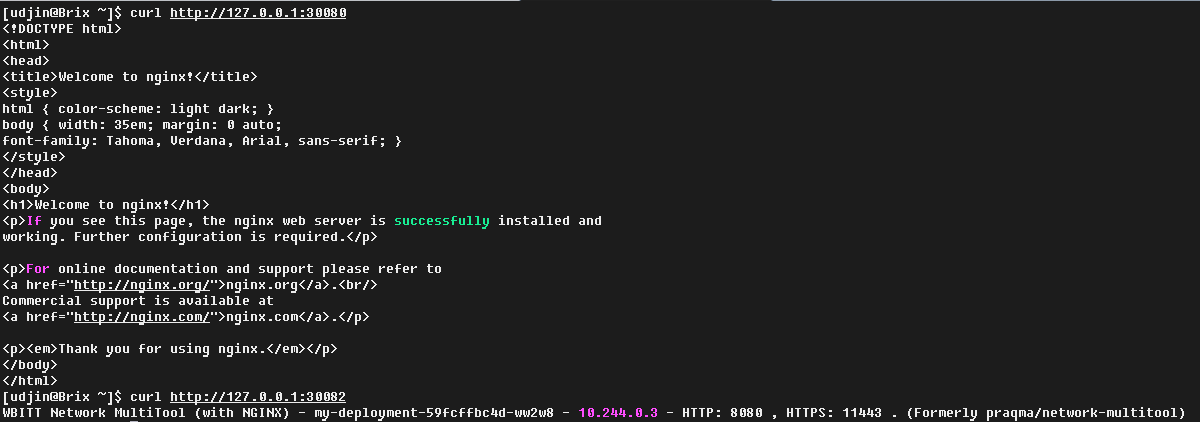 [udjin@Brix ~]$ curl http://127.0.0.1:30080
<!DOCTYPE html>
<html>
<head>
<title>Welcome to nginx!</title>
<style>
html { color-scheme: light dark; }
body { width: 35em; margin: 0 auto;
font-family: Tahoma, Verdana, Arial, sans-serif; }
</style>
</head>
<body>
<h1>Welcome to nginx!</h1>
<p>If you see this page, the nginx web server is successfully installed and
working. Further configuration is required.</p>

<p>For online documentation and support please refer to
<a href="http://nginx.org/">nginx.org</a>.<br/>
Commercial support is available at
<a href="http://nginx.com/">nginx.com</a>.</p>

<p><em>Thank you for using nginx.</em></p>
</body>
</html>
[udjin@Brix ~]$ curl http://127.0.0.1:30082
WBITT Network MultiTool (with NGINX) - my-deployment-59fcffbc4d-ww2w8 - 10.244.0.3 - HTTP: 8080 , HTTPS: 11443 . (Formerly praqma/network-multitool)